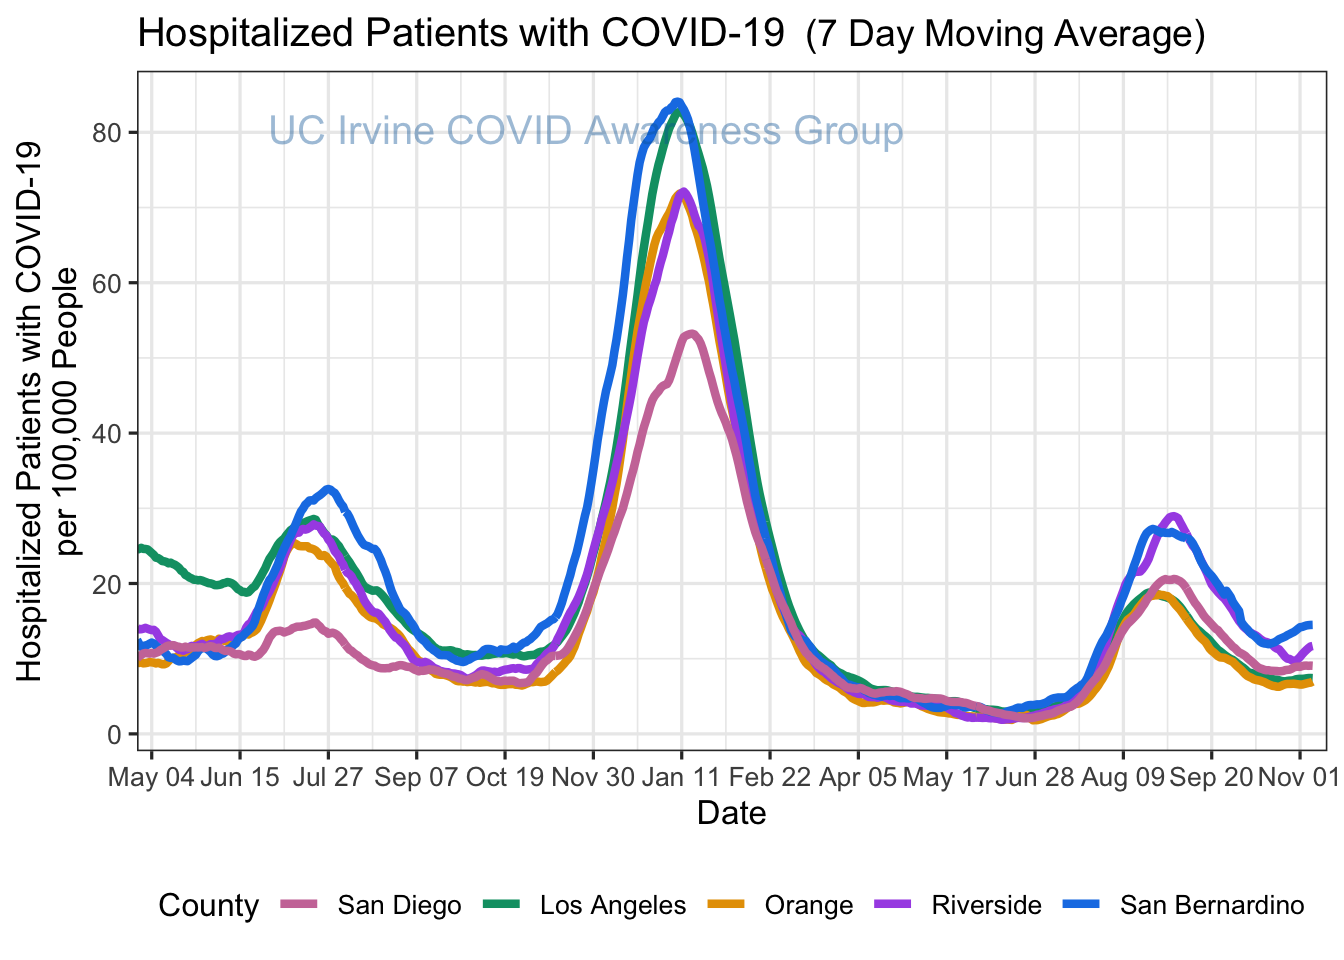 Hospitalized Patients with COVID-19 (7 Day Moving Average)
Hospitalized Patients with COVID-19
per 100,000 People
80
60
40
20
0
UC Irvine COVID Awareness Group
May 04 Jun 15 Jul 27 Sep 07 Oct 19 Nov 30 Jan 11 Feb 22 Apr 05 May 17 Jun 28 Aug 09 Sep 20 Nov 01
Date
County San Diego Los Angeles Orange Riverside San Bernardino